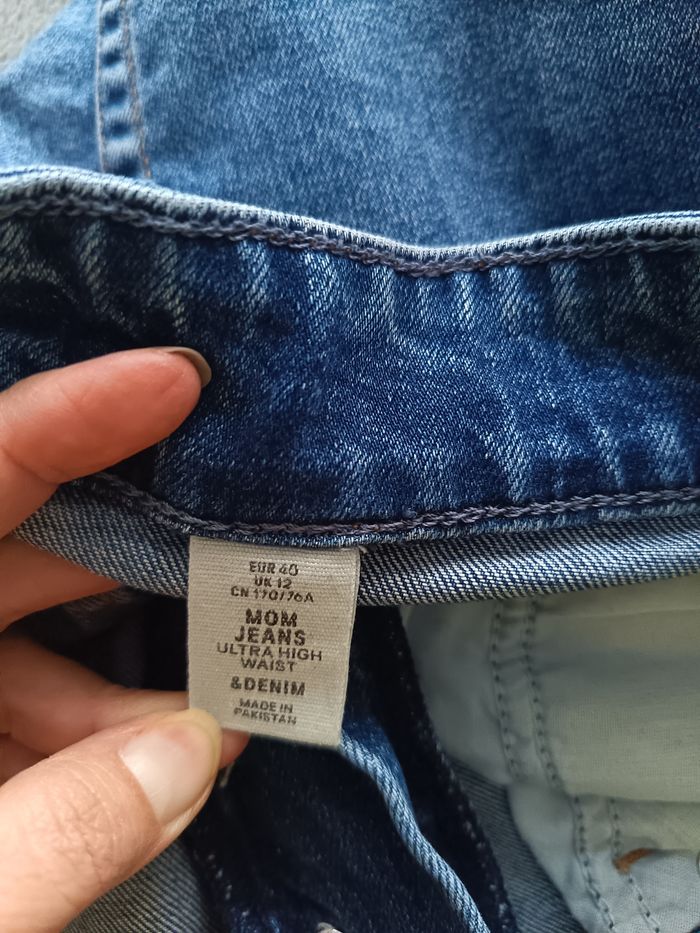 EUR 40
UK 12
CN 170/76A
MOM
JEANS
ULTRA HIGH
WAIST
&DENIM
MADE IN
PAKISTAN